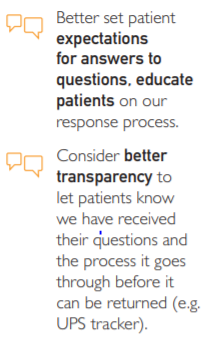 Better set patient
expectations
for answers to
questions, educate
patients on our
response process.
Consider better
transparency to
let patients know
we have received
their questions and
the process it goes
through before it
can be returned (e.g.
UPS tracker).